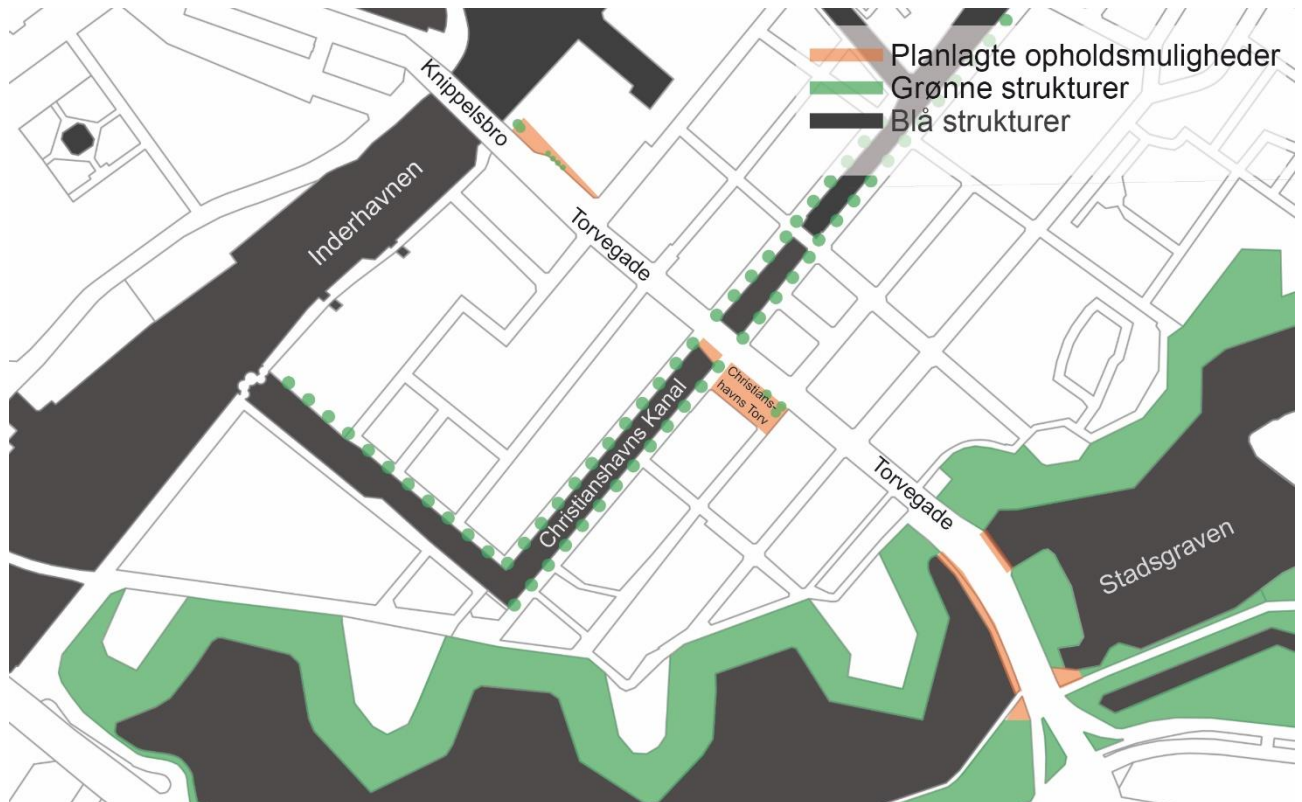 Planlagte opholdsmuligheder
Grønne strukturer
Blå strukturer
Knippelsbro
Inderhavnen
Torvegade
Christians-
havns Torv
Christianshavns Kanal
Torvegade
Stadsgraven